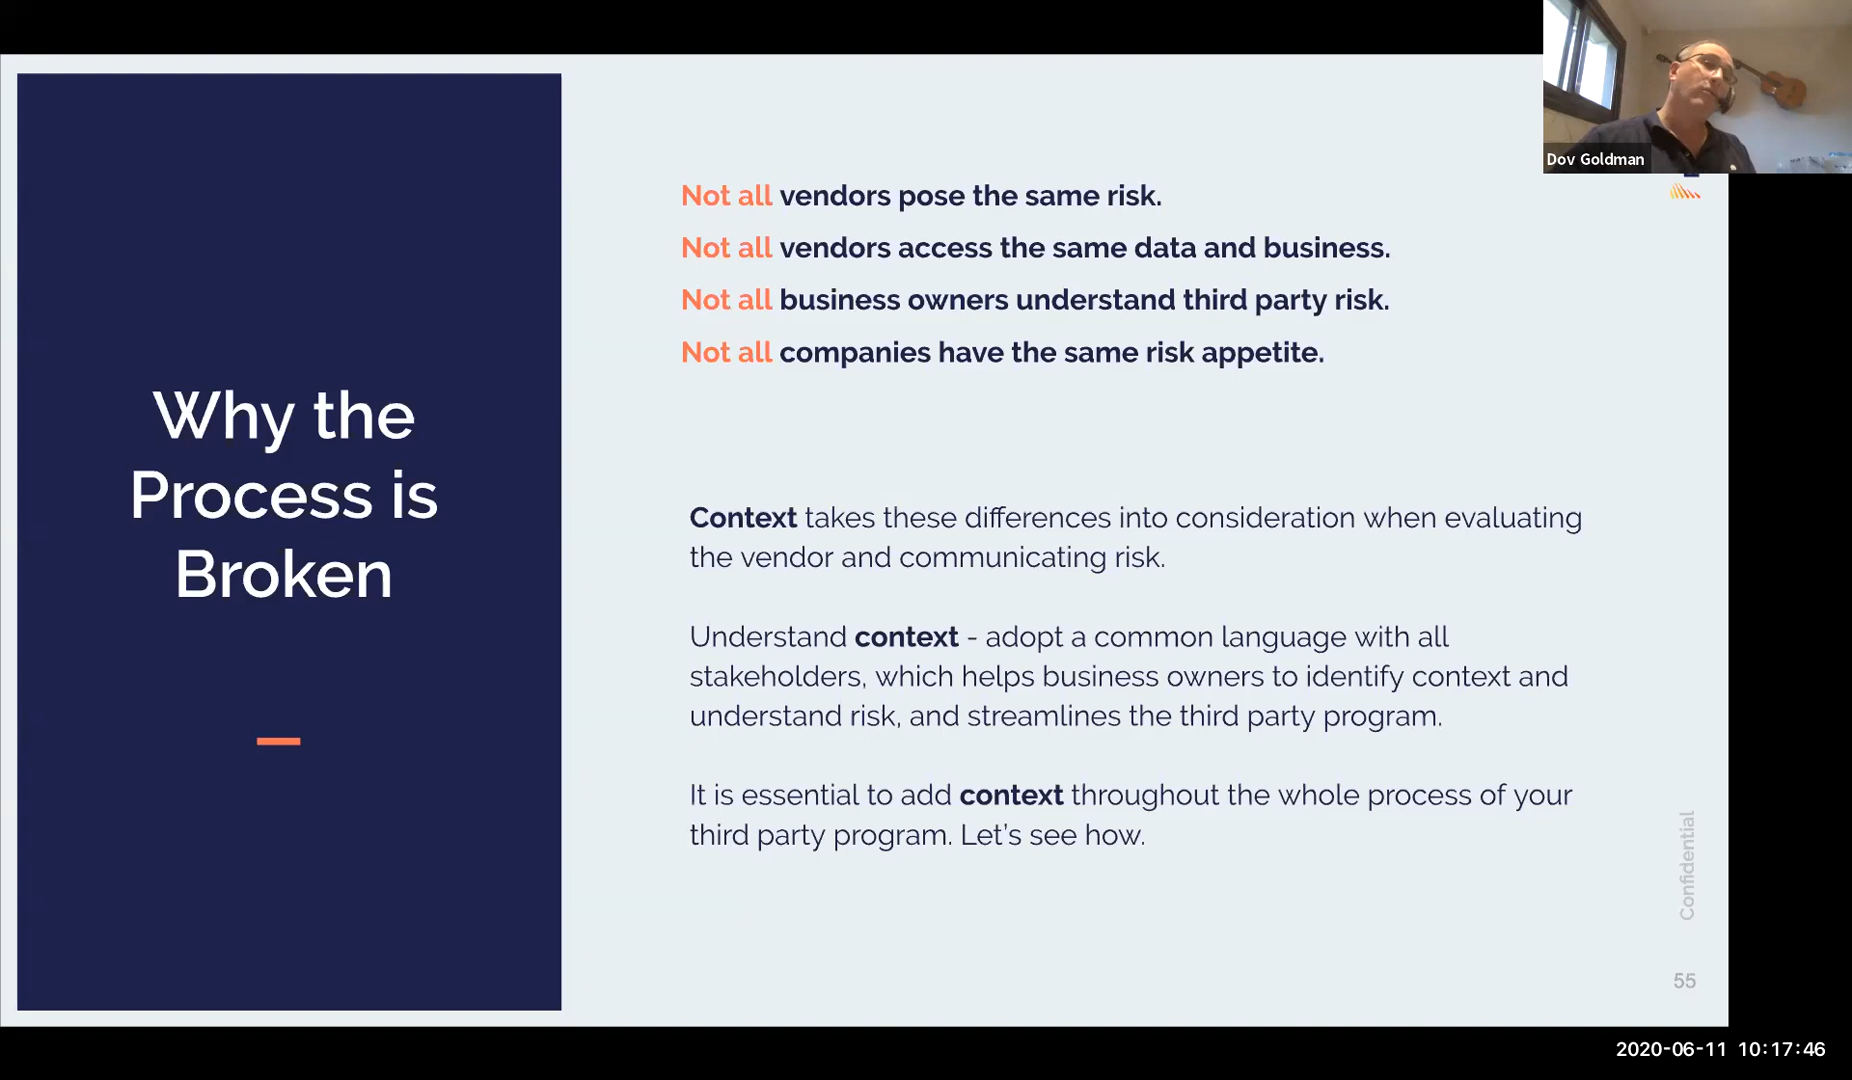 Why the
Process is
Broken
Not all vendors pose the same risk.
Not all vendors access the same data and business.
Not all business owners understand third party risk.
Not all companies have the same risk appetite.
Context takes these differences into consideration when evaluating
the vendor and communicating risk.
Understand context - adopt a common language with all
stakeholders, which helps business owners to identify context and
understand risk, and streamlines the third party program.
It is essential to add context throughout the whole process of your
third party program. Let's see how.
Confidential
55
Dov Goldman
2020-06-11 10:17:46